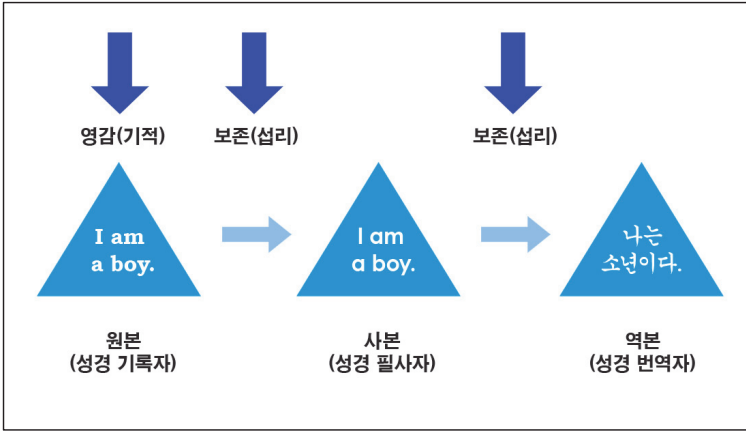 영감(기적)
보존(섭리)
보존(섭리)
I am
a boy.
I am
a boy.
나는
소년이다.
원본
(성경 기록자)
사본
(성경 필사자)
역본
(성경 번역자)